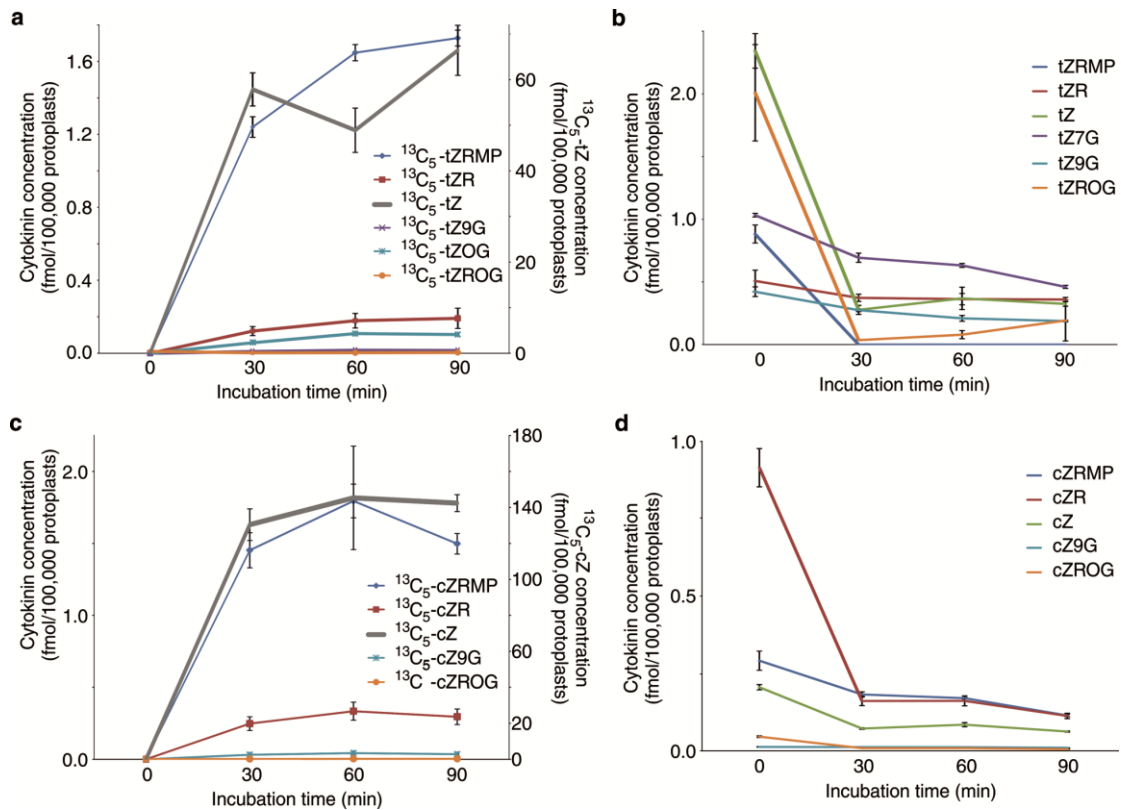 a
Cytokinin concentration
(fmol/100,000 protoplasts)
1.6
1.2
0.8
0.4
0.0
¹³C₅-tZRMP
¹³C₅-tZR
¹³C₅-tZ
¹³C₅-tZ9G
¹³C₅-tZOG
¹³C₅-tZROG
60
40
20
0
¹³C₅-tZ concentration
(fmol/100,000 protoplasts)
0 30 60 90
Incubation time (min)
b
Cytokinin concentration
(fmol/100,000 protoplasts)
2.0
1.0
0.0
tZRMP
tZR
tZ
tZ7G
tZ9G
tZROG
0 30 60 90
Incubation time (min)
c
Cytokinin concentration
(fmol/100,000 protoplasts)
2.0
1.0
0.0
¹³C₅-cZRMP
¹³C₅-cZR
¹³C₅-cZ
¹³C₅-cZ9G
¹³C -cZROG
180
140
100
60
20
0
¹³C₅-cZ concentration
(fmol/100,000 protoplasts)
0 30 60 90
Incubation time (min)
d
Cytokinin concentration
(fmol/100,000 protoplasts)
1.0
0.5
0.0
cZRMP
cZR
cZ
cZ9G
cZROG
0 30 60 90
Incubation time (min)